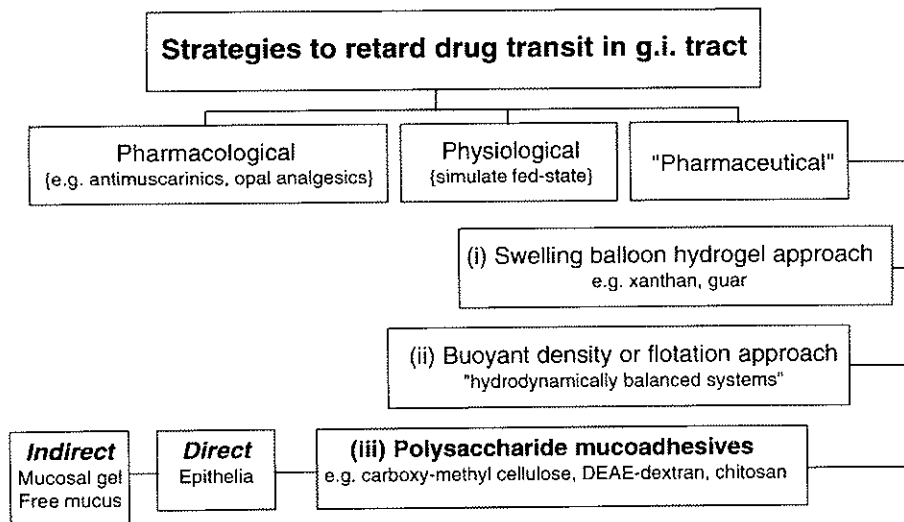 Strategies to retard drug transit in g.i. tract
Pharmacological
{e.g. antimuscarinics, opal analgesics}
Physiological
{simulate fed-state}
"Pharmaceutical"
(i) Swelling balloon hydrogel approach
e.g. xanthan, guar
(ii) Buoyant density or flotation approach
"hydrodynamically balanced systems"
Indirect
Mucosal gel
Free mucus
Direct
Epithelia
(iii) Polysaccharide mucoadhesives
e.g. carboxy-methyl cellulose, DEAE-dextran, chitosan